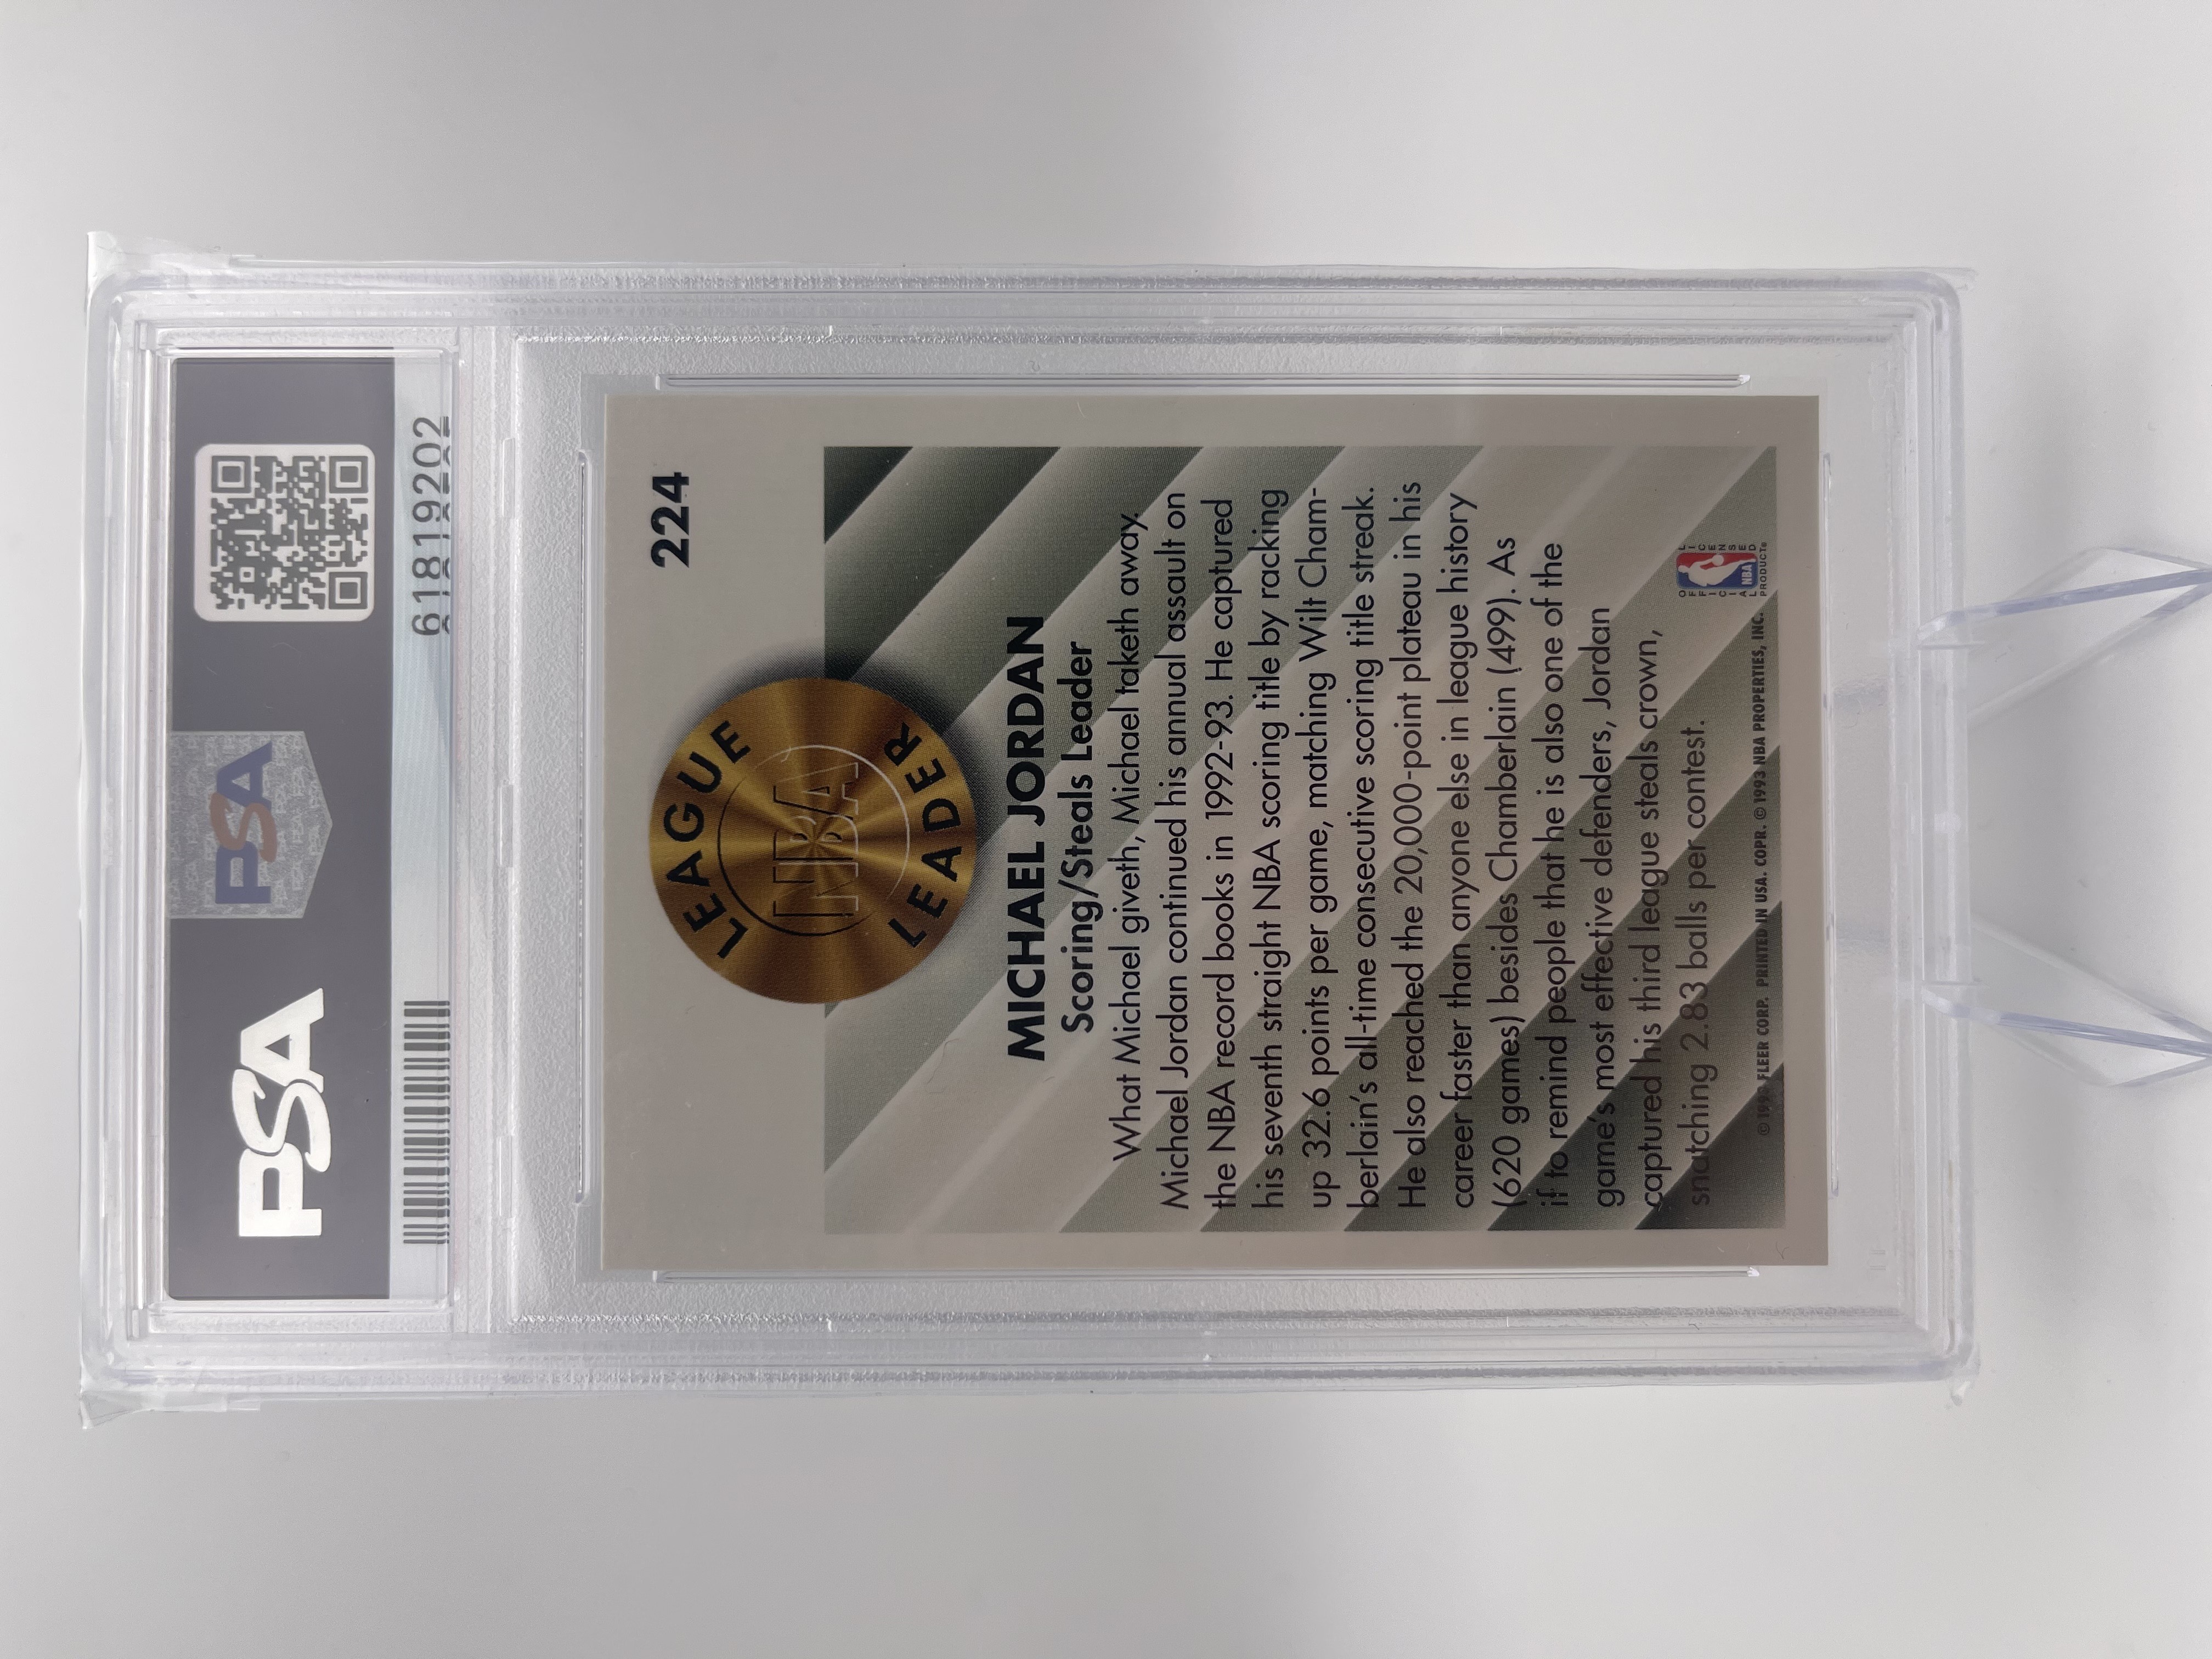 PSA
PSA
61819202
224
LEAGUE
NBA
LEADER
MICHAEL JORDAN
Scoring/Steals Leader
What Michael giveth, Michael taketh away.
Michael Jordan continued his annual assault on
the NBA record books in 1992-93. He captured
his seventh straight NBA scoring title by racking
up 32.6 points per game, matching Wilt Cham-
berlain's all-time consecutive scoring title streak.
He also reached the 20,000-point plateau in his
career faster than anyone else in league history
(620 games) besides Chamberlain (499). As
if to remind people that he is also one of the
game's most effective defenders, Jordan
captured his third league steals crown,
snatching 2.83 balls per contest.
© 1993 FLEER CORP. PRINTED IN USA. COPR. © 1993 NBA PROPERTIES, INC.
OFFICIAL
LICENSED
NBA
PRODUCT®